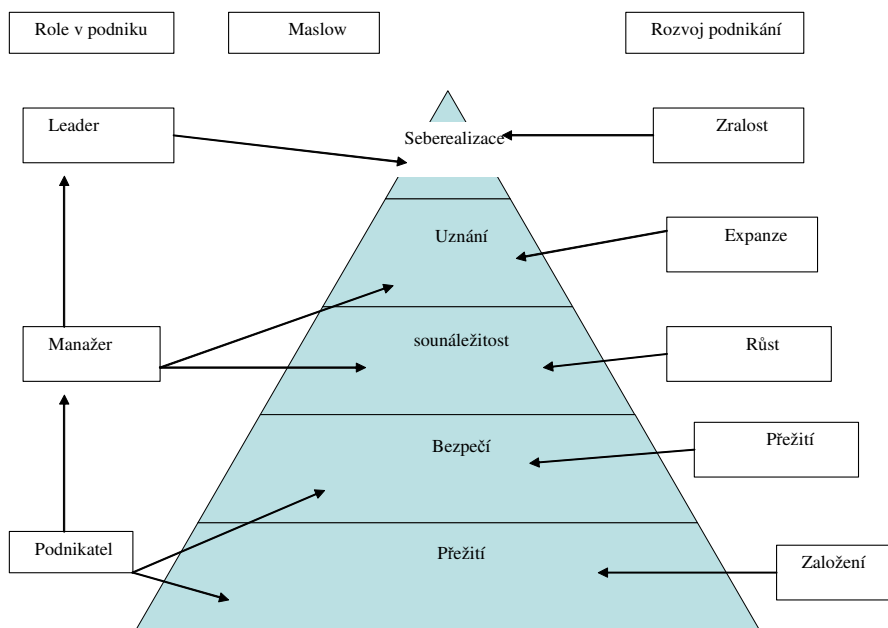 Role v podniku
Maslow
Rozvoj podnikání
Leader
Seberealizace
Zralost
Uznání
Expanze
Manažer
sounáležitost
Růst
Bezpečí
Přežití
Podnikatel
Přežití
Založení